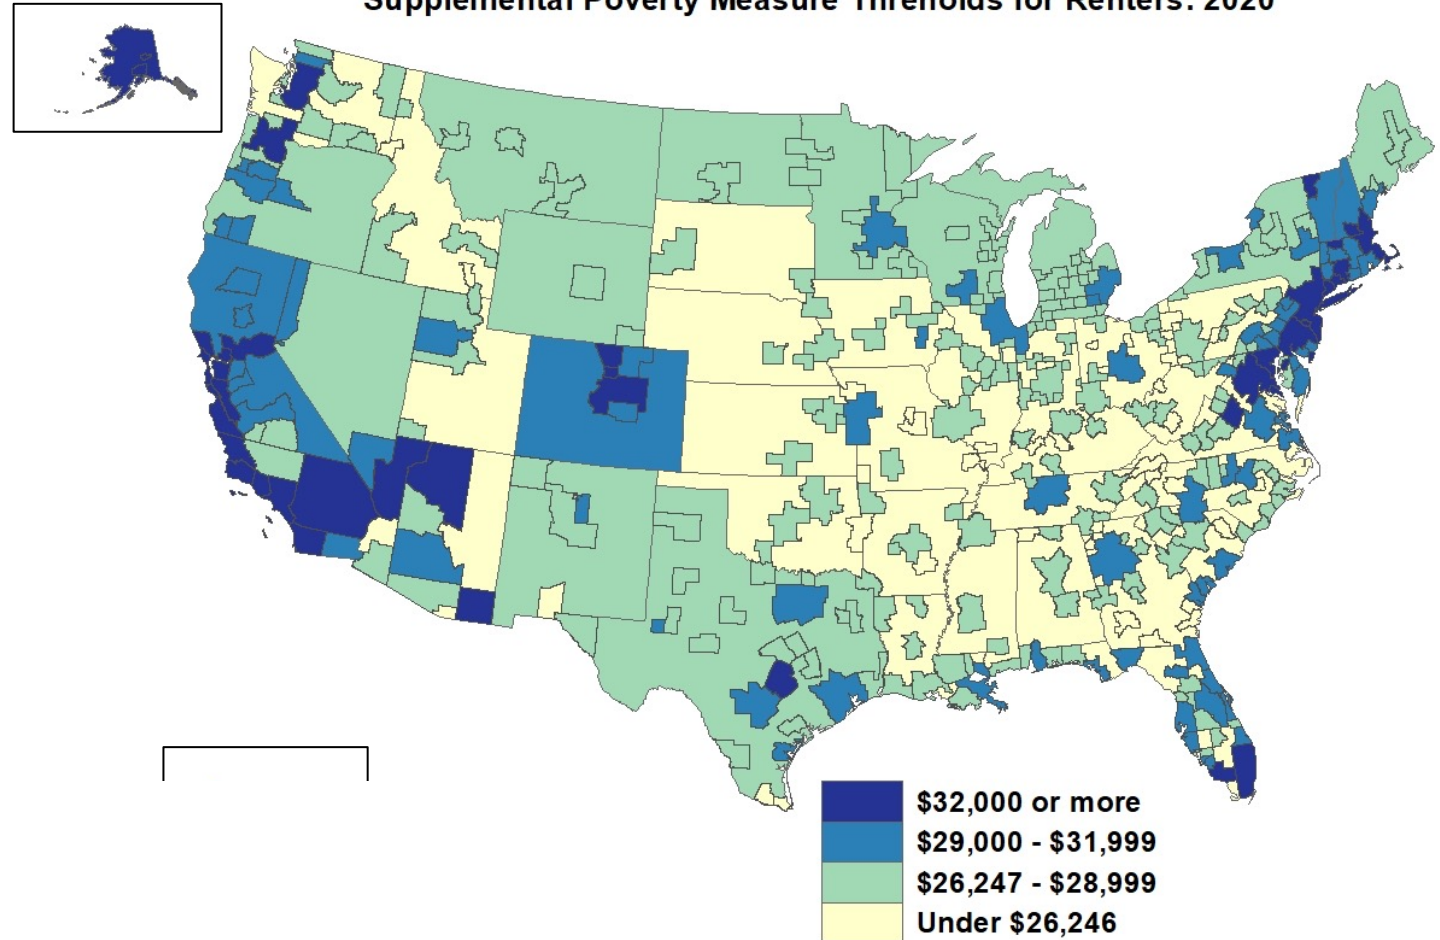 Supplemental Poverty Measure Thresholds for Renters: 2020
$32,000 or more
$29,000 - $31,999
$26,247 - $28,999
Under $26,246